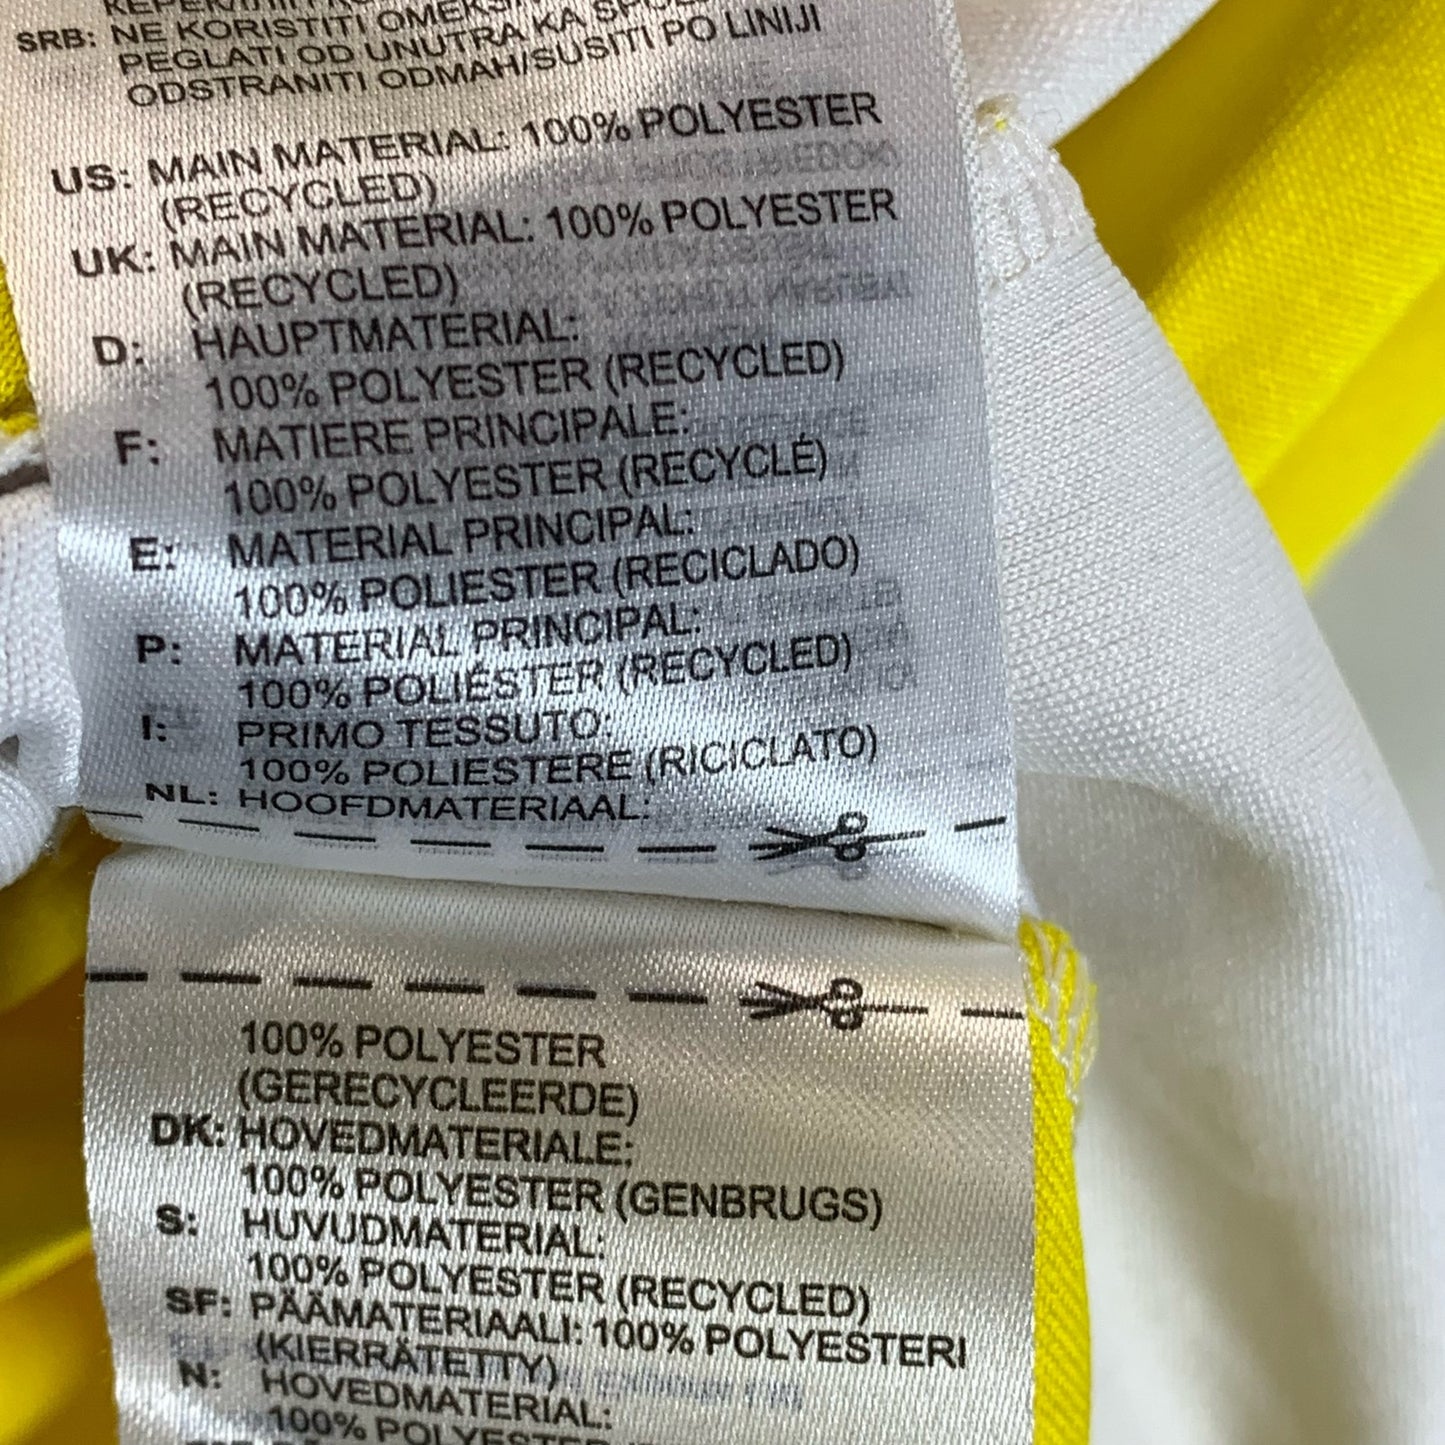 SRB: NE KORISTITI
PEGLATI OD UNUTRA KA
ODSTRANITI ODMAH/SUSITI PO LINIJI
US: MAIN MATERIAL: 100% POLYESTER
(RECYCLED)
UK: MAIN MATERIAL: 100% POLYESTER
(RECYCLED)
D: HAUPTMATERIAL:
100% POLYESTER (RECYCLED)
F: MATIERE PRINCIPALE:
100% POLYESTER (RECYCLÉ)
E: MATERIAL PRINCIPAL:
100% POLIESTER (RECICLADO)
P: MATERIAL PRINCIPAL:
100% POLIÉSTER (RECYCLED)
I: PRIMO TESSUTO:
100% POLIESTERE (RICICLATO)
NL: HOOFDMATERIAAL:
100% POLYESTER
(GERECYCLEERDE)
DK: HOVEDMATERIALE:
100% POLYESTER (GENBRUGS)
S: HUVUDMATERIAL:
100% POLYESTER (RECYCLED)
SF: PÄÄMATERIAALI: 100% POLYESTERI
(KIERRÄTETTY)
N: HOVEDMATERIAL:
100% POLYESTER